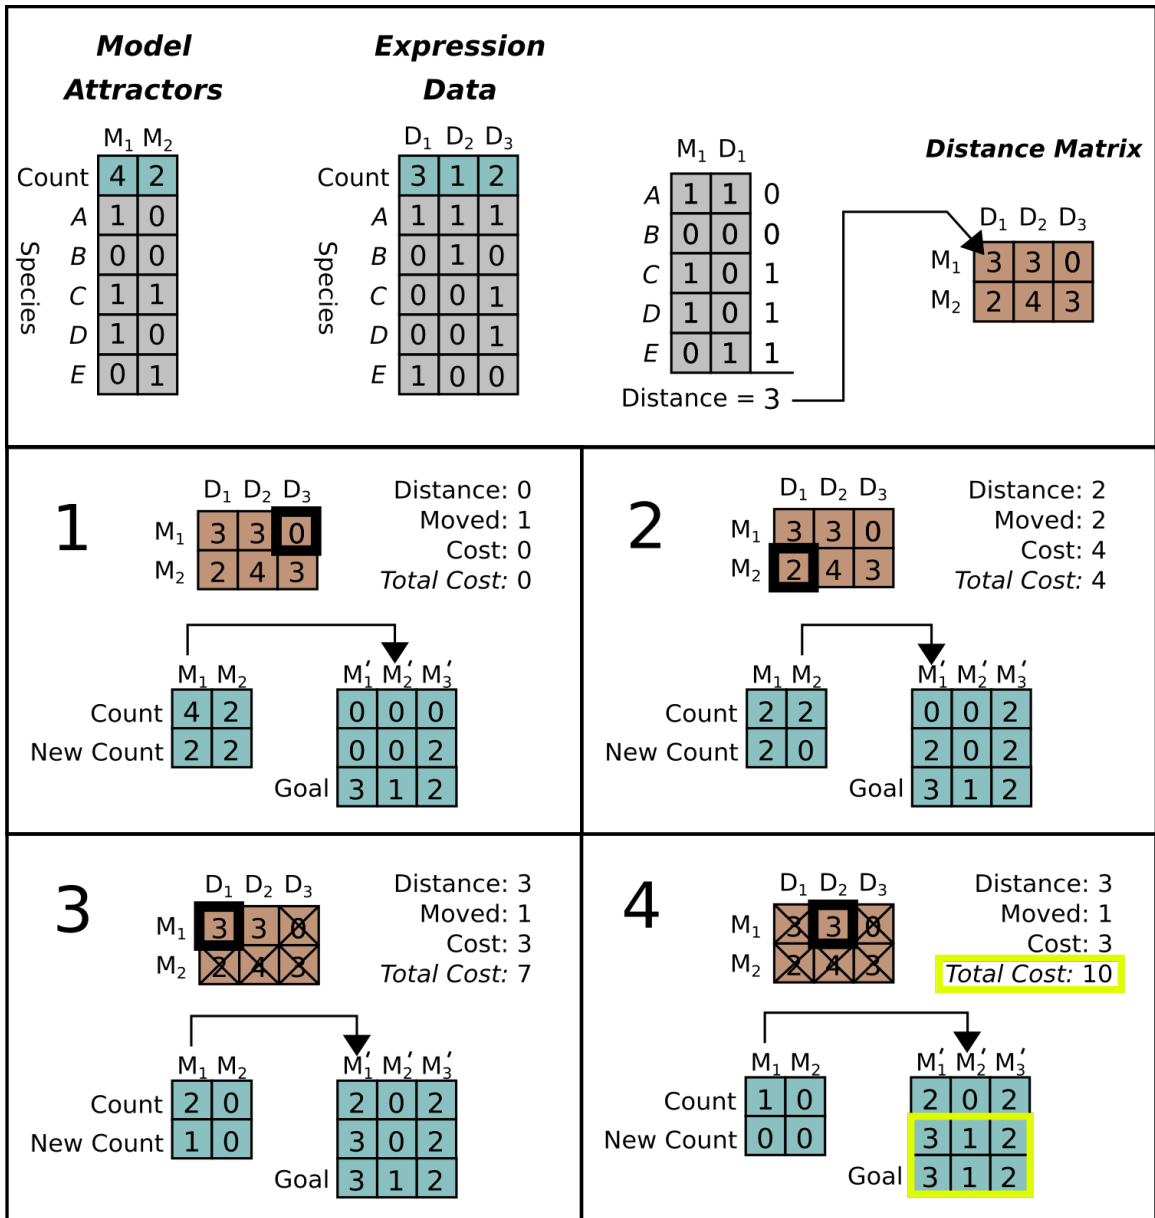 Model Attractors
M1 M2
Count 4 2
Species
A 1 0
B 0 0
C 1 1
D 1 0
E 0 1
Expression Data
D1 D2 D3
Count 3 1 2
Species
A 1 1 1
B 0 1 0
C 0 0 1
D 0 0 1
E 1 0 0
M1 D1
A 1 1 0
B 0 0 0
C 1 0 1
D 1 0 1
E 0 1 1
Distance = 3
Distance Matrix
D1 D2 D3
M1 3 3 0
M2 2 4 3
1
D1 D2 D3
M1 3 3 0
M2 2 4 3
Distance: 0
Moved: 1
Cost: 0
Total Cost: 0
M1 M2
Count 4 2
New Count 2 2
M1' M2' M3'
0 0 0
0 0 2
Goal 3 1 2
2
D1 D2 D3
M1 3 3 0
M2 2 4 3
Distance: 2
Moved: 2
Cost: 4
Total Cost: 4
M1 M2
Count 2 2
New Count 2 0
M1' M2' M3'
0 0 2
2 0 2
Goal 3 1 2
3
D1 D2 D3
M1 3 3 0
M2 2 4 3
Distance: 3
Moved: 1
Cost: 3
Total Cost: 7
M1 M2
Count 2 0
New Count 1 0
M1' M2' M3'
2 0 2
3 0 2
Goal 3 1 2
4
D1 D2 D3
M1 3 3 0
M2 2 4 3
Distance: 3
Moved: 1
Cost: 3
Total Cost: 10
M1 M2
Count 1 0
New Count 0 0
M1' M2' M3'
2 0 2
3 1 2
Goal 3 1 2